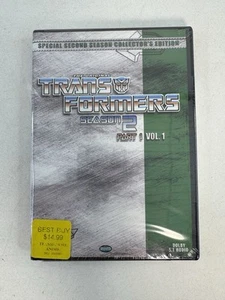 SPECIAL SECOND SEASON COLLECTOR'S EDITION
THE ORIGINAL
TRANSFORMERS
SEASON 2
PART 1 VOL.1
BEST BUY
$14.99
DOLBY
5.1 AUDIO